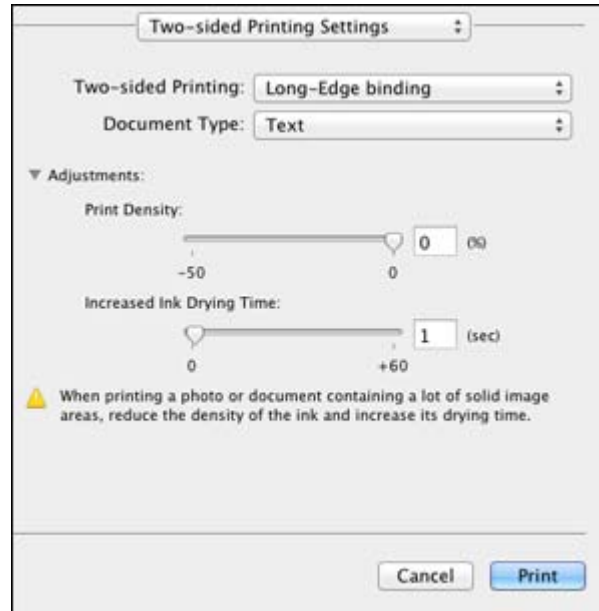 Two-sided Printing Settings
Two-sided Printing: Long-Edge binding
Document Type: Text
Adjustments:
Print Density:
0 (%)
-50 0
Increased Ink Drying Time:
1 (sec)
0 +60
When printing a photo or document containing a lot of solid image
areas, reduce the density of the ink and increase its drying time.
Cancel Print